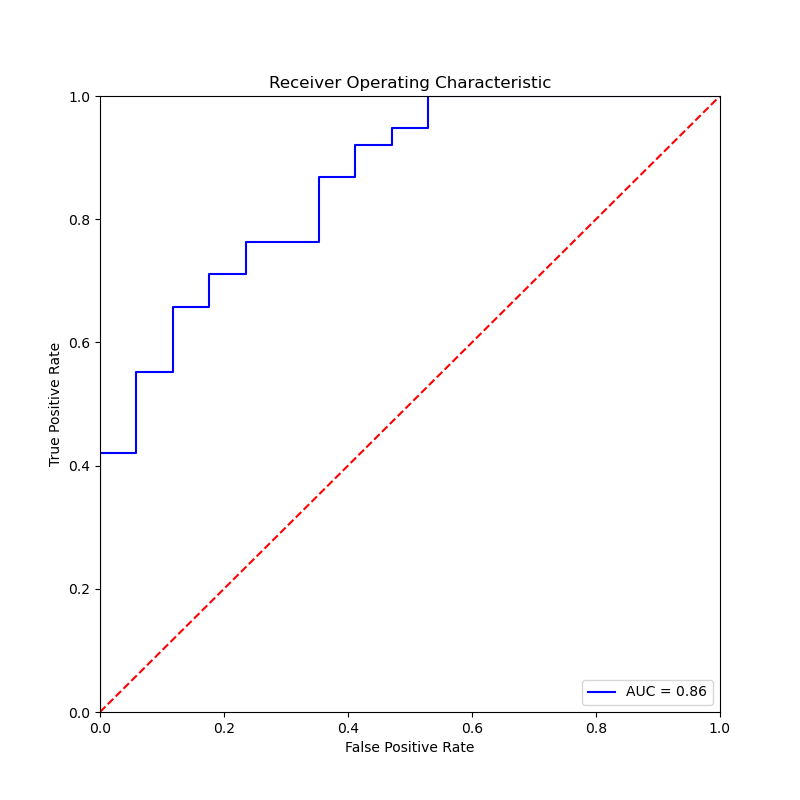 Receiver Operating Characteristic
1.0
0.8
0.6
0.4
0.2
0.0
True Positive Rate
AUC = 0.86
0.0 0.2 0.4 0.6 0.8 1.0
False Positive Rate